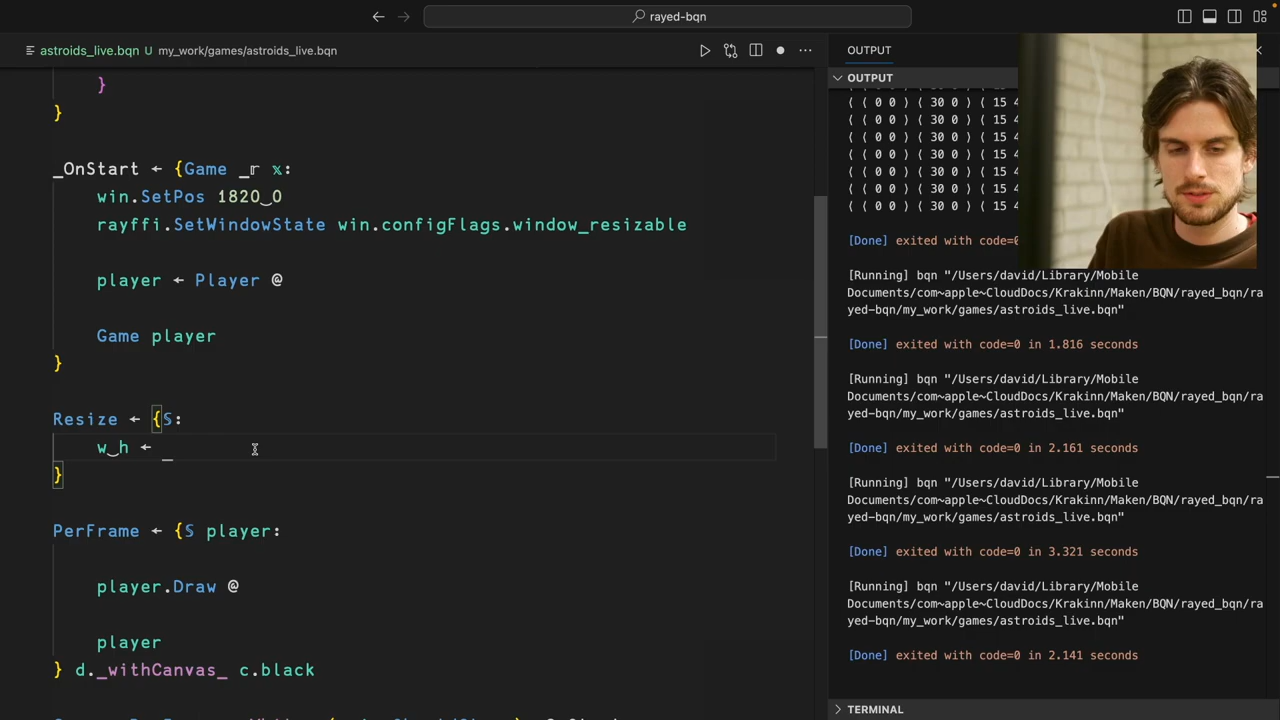 rayed-bqn
astroids_live.bqn U my_work/games/astroids_live.bqn
}
}
_OnStart ← {Game _𝕣 𝕩:
win.SetPos 1820‿0
rayffi.SetWindowState win.configFlags.window_resizable
player ← Player @
Game player
}
Resize ← {𝕊:
w‿h ← _
}
PerFrame ← {𝕊 player:
player.Draw @
player
} d._withCanvas_ c.black
OUTPUT
OUTPUT
⟨ ⟨ 0 0 ⟩ ⟨ 30 0 ⟩ ⟨ 15 4
⟨ ⟨ 0 0 ⟩ ⟨ 30 0 ⟩ ⟨ 15 4
⟨ ⟨ 0 0 ⟩ ⟨ 30 0 ⟩ ⟨ 15 4
⟨ ⟨ 0 0 ⟩ ⟨ 30 0 ⟩ ⟨ 15 4
⟨ ⟨ 0 0 ⟩ ⟨ 30 0 ⟩ ⟨ 15 4
⟨ ⟨ 0 0 ⟩ ⟨ 30 0 ⟩ ⟨ 15 4
⟨ ⟨ 0 0 ⟩ ⟨ 30 0 ⟩ ⟨ 15 4
[Done] exited with code=0
[Running] bqn "/Users/david/Library/Mobile
Documents/com~apple~CloudDocs/Krakinn/Maken/BQN/rayed_bqn/ra
yed-bqn/my_work/games/astroids_live.bqn"
[Done] exited with code=0 in 1.816 seconds
[Running] bqn "/Users/david/Library/Mobile
Documents/com~apple~CloudDocs/Krakinn/Maken/BQN/rayed_bqn/ra
yed-bqn/my_work/games/astroids_live.bqn"
[Done] exited with code=0 in 2.161 seconds
[Running] bqn "/Users/david/Library/Mobile
Documents/com~apple~CloudDocs/Krakinn/Maken/BQN/rayed_bqn/ra
yed-bqn/my_work/games/astroids_live.bqn"
[Done] exited with code=0 in 3.321 seconds
[Running] bqn "/Users/david/Library/Mobile
Documents/com~apple~CloudDocs/Krakinn/Maken/BQN/rayed_bqn/ra
yed-bqn/my_work/games/astroids_live.bqn"
[Done] exited with code=0 in 2.141 seconds
TERMINAL